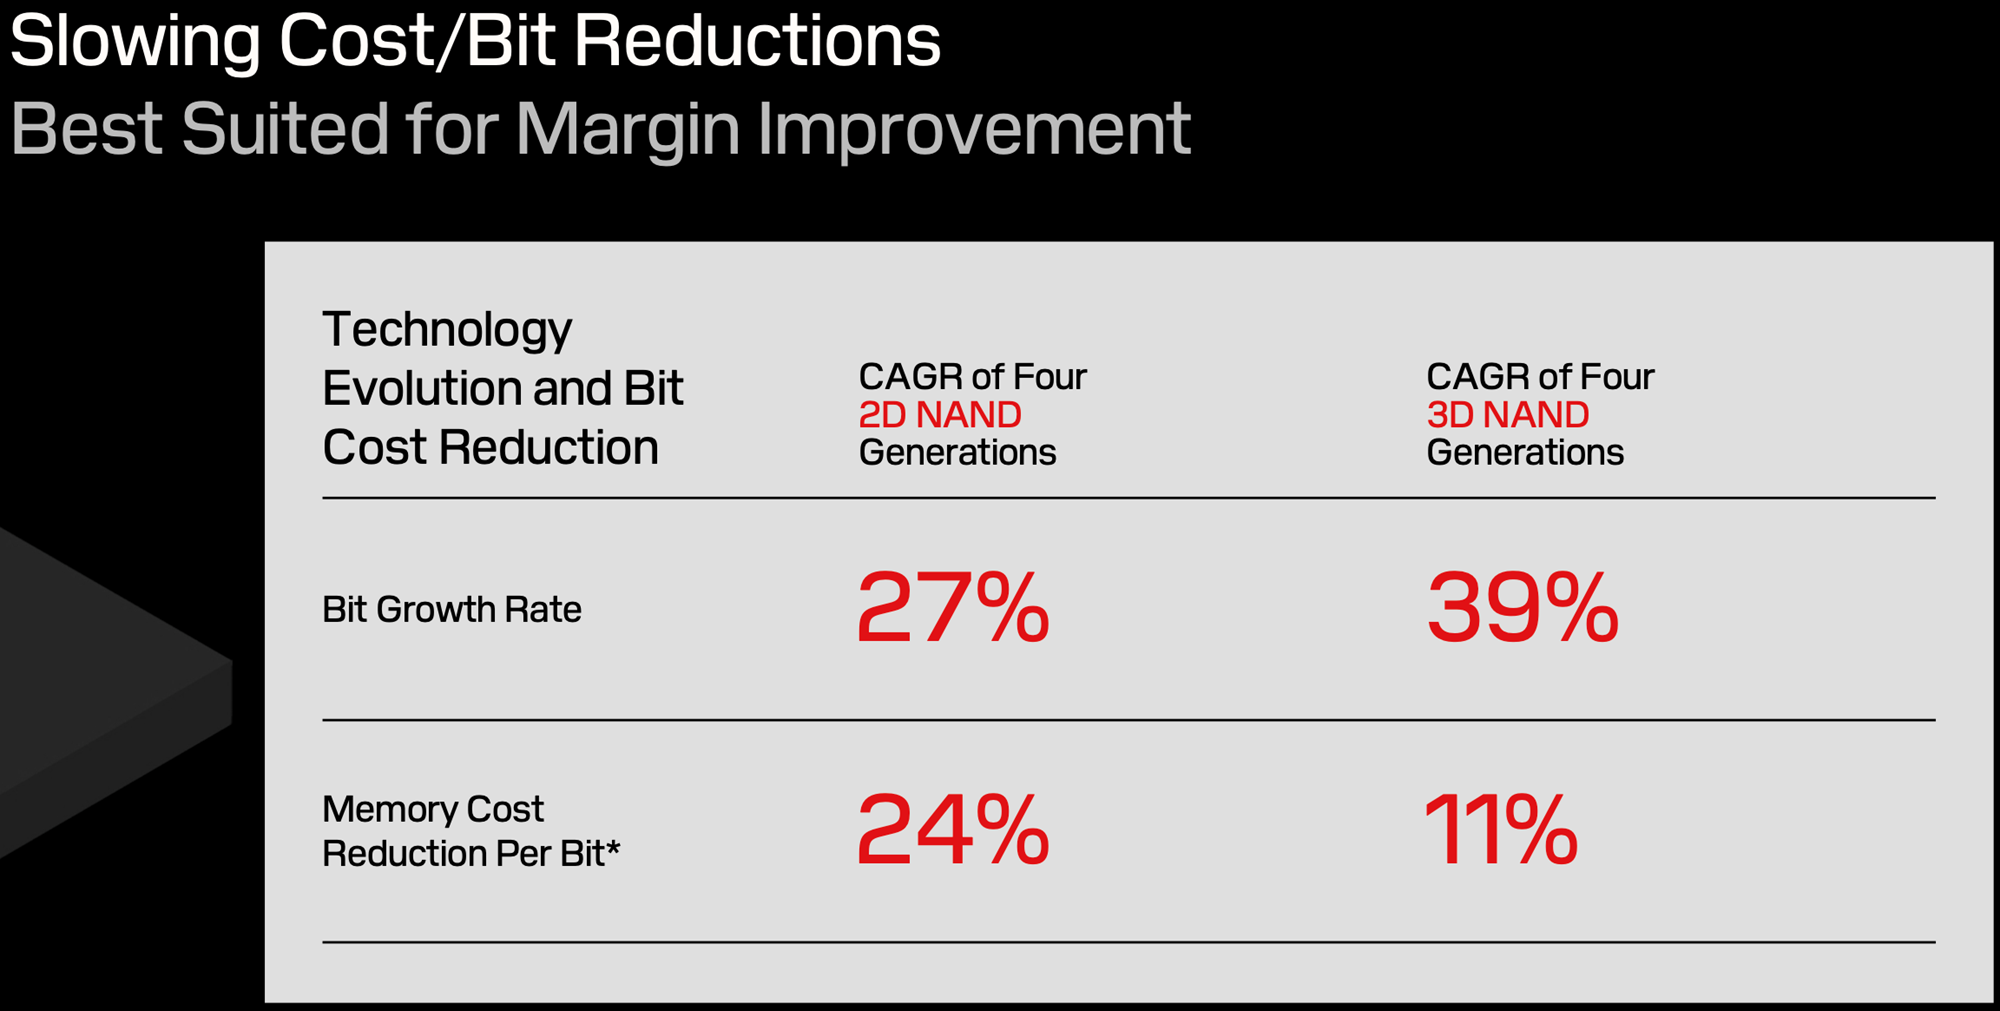 Slowing Cost/Bit Reductions
Best Suited for Margin Improvement
Technology
Evolution and Bit
Cost Reduction
CAGR of Four
2D NAND
Generations
CAGR of Four
3D NAND
Generations
Bit Growth Rate
27%
39%
Memory Cost
Reduction Per Bit*
24%
11%